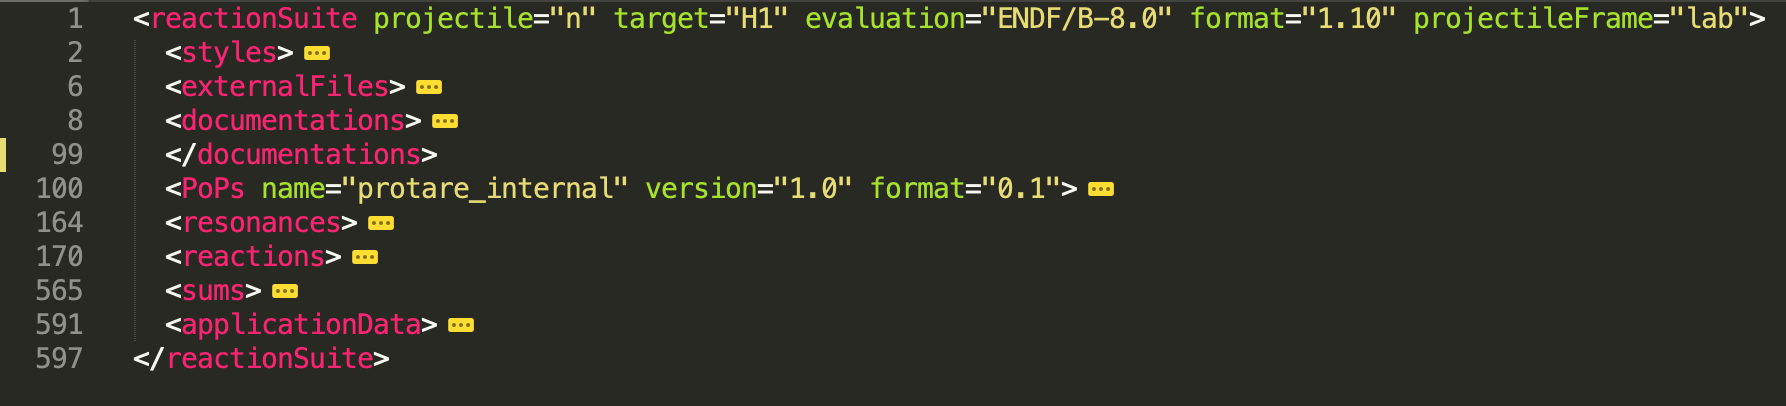 1 <reactionSuite projectile="n" target="H1" evaluation="ENDF/B-8.0" format="1.10" projectileFrame="lab">
2 <styles>
6 <externalFiles>
8 <documentations>
99 </documentations>
100 <PoPs name="protare_internal" version="1.0" format="0.1">
164 <resonances>
170 <reactions>
565 <sums>
591 <applicationData>
597 </reactionSuite>